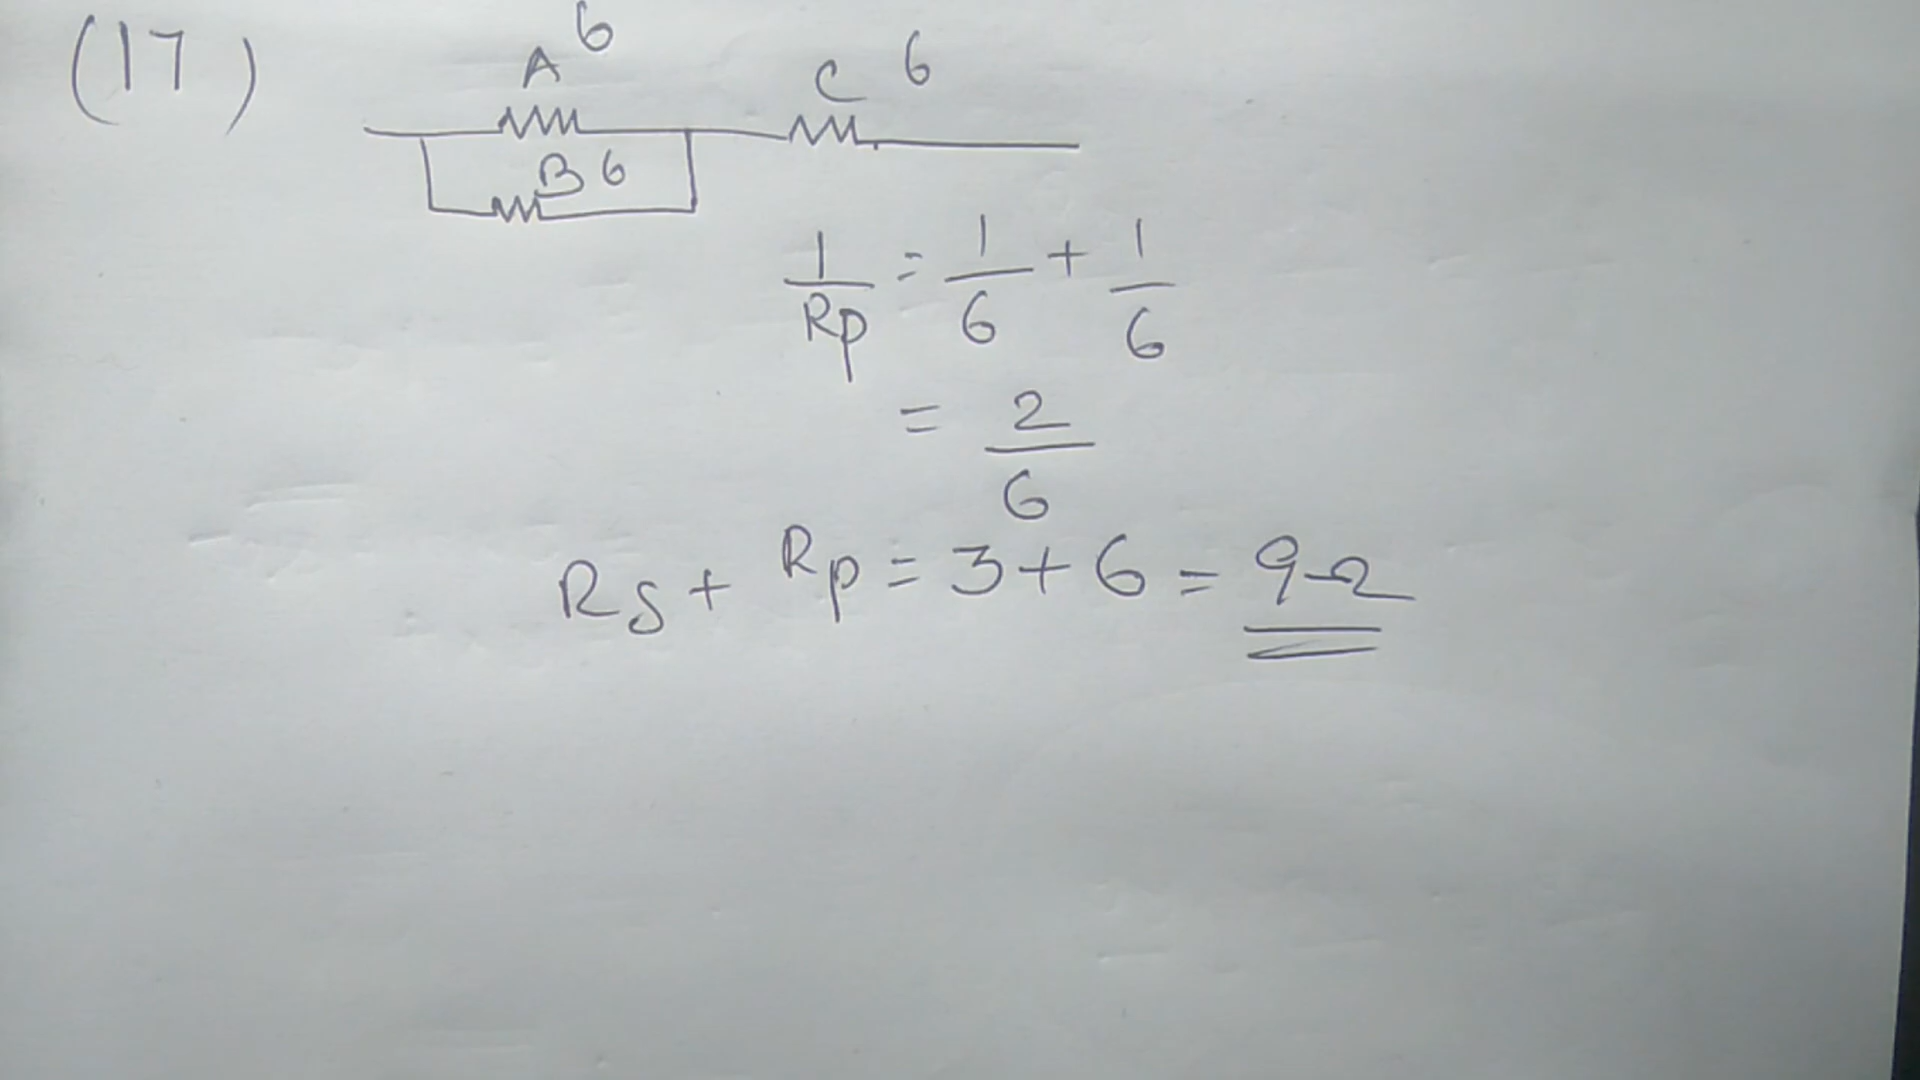 (17)
A 6
C 6
B 6
1/Rp = 1/6 + 1/6
= 2/6
Rs + Rp = 3 + 6 = 9Ω